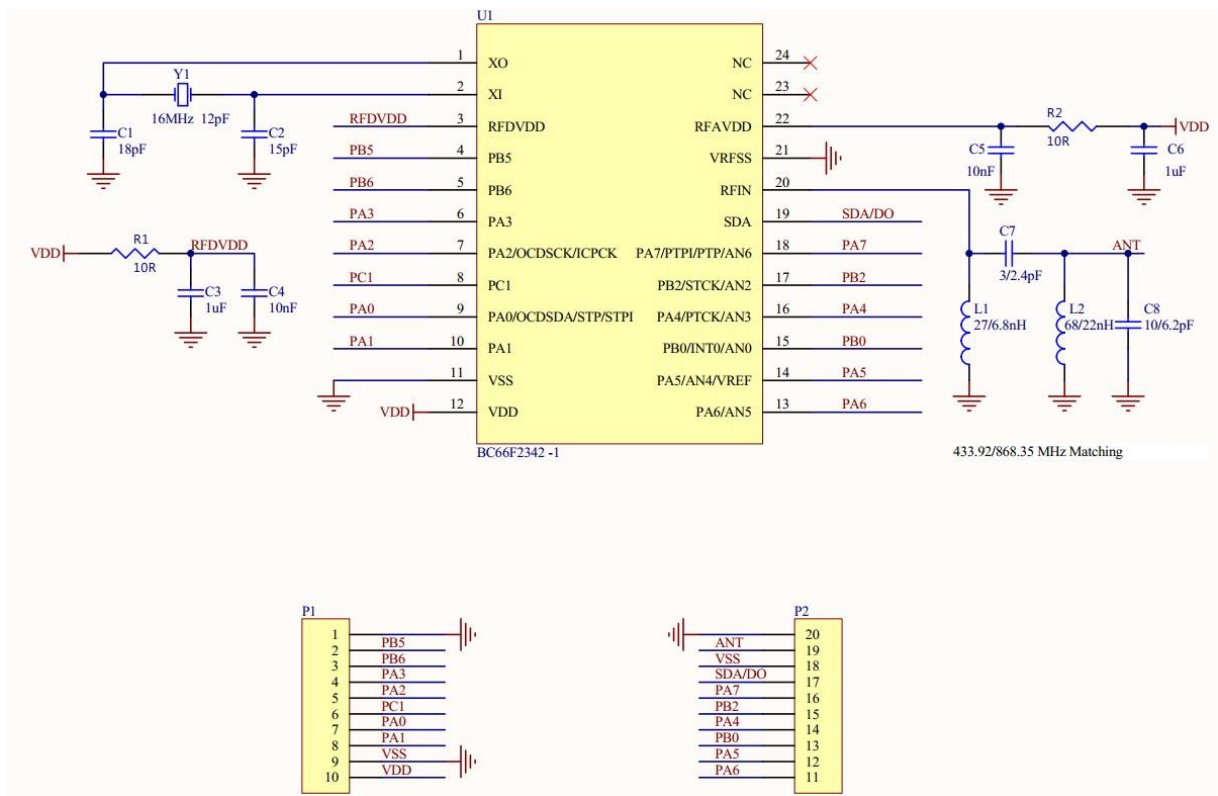 U1
1 XO
2 XI
3 RFDVDD
4 PB5
5 PB6
6 PA3
7 PA2/OCDSCK/ICPCK
8 PC1
9 PA0/OCDSDA/STP/STPI
10 PA1
11 VSS
12 VDD
NC 24
NC 23
RFAVDD 22
VRFSS 21
RFIN 20
SDA 19
PA7/PTPI/PTP/AN6 18
PB2/STCK/AN2 17
PA4/PTCK/AN3 16
PB0/INT0/AN0 15
PA5/AN4/VREF 14
PA6/AN5 13
BC66F2342 -1
Y1
16MHz 12pF
C1
18pF
C2
15pF
RFDVDD
PB5
PB6
PA3
PA2
PC1
PA0
PA1
VDD
VDD
R1
10R
RFDVDD
C3
1uF
C4
10nF
R2
10R
VDD
C5
10nF
C6
1uF
SDA/DO
PA7
PB2
PA4
PB0
PA5
PA6
C7
3/2.4pF
ANT
L1
27/6.8nH
L2
68/22nH
C8
10/6.2pF
433.92/868.35 MHz Matching
P1
1
2 PB5
3 PB6
4 PA3
5 PA2
6 PC1
7 PA0
8 PA1
9 VSS
10 VDD
P2
20
ANT 19
VSS 18
SDA/DO 17
PA7 16
PB2 15
PA4 14
PB0 13
PA5 12
PA6 11